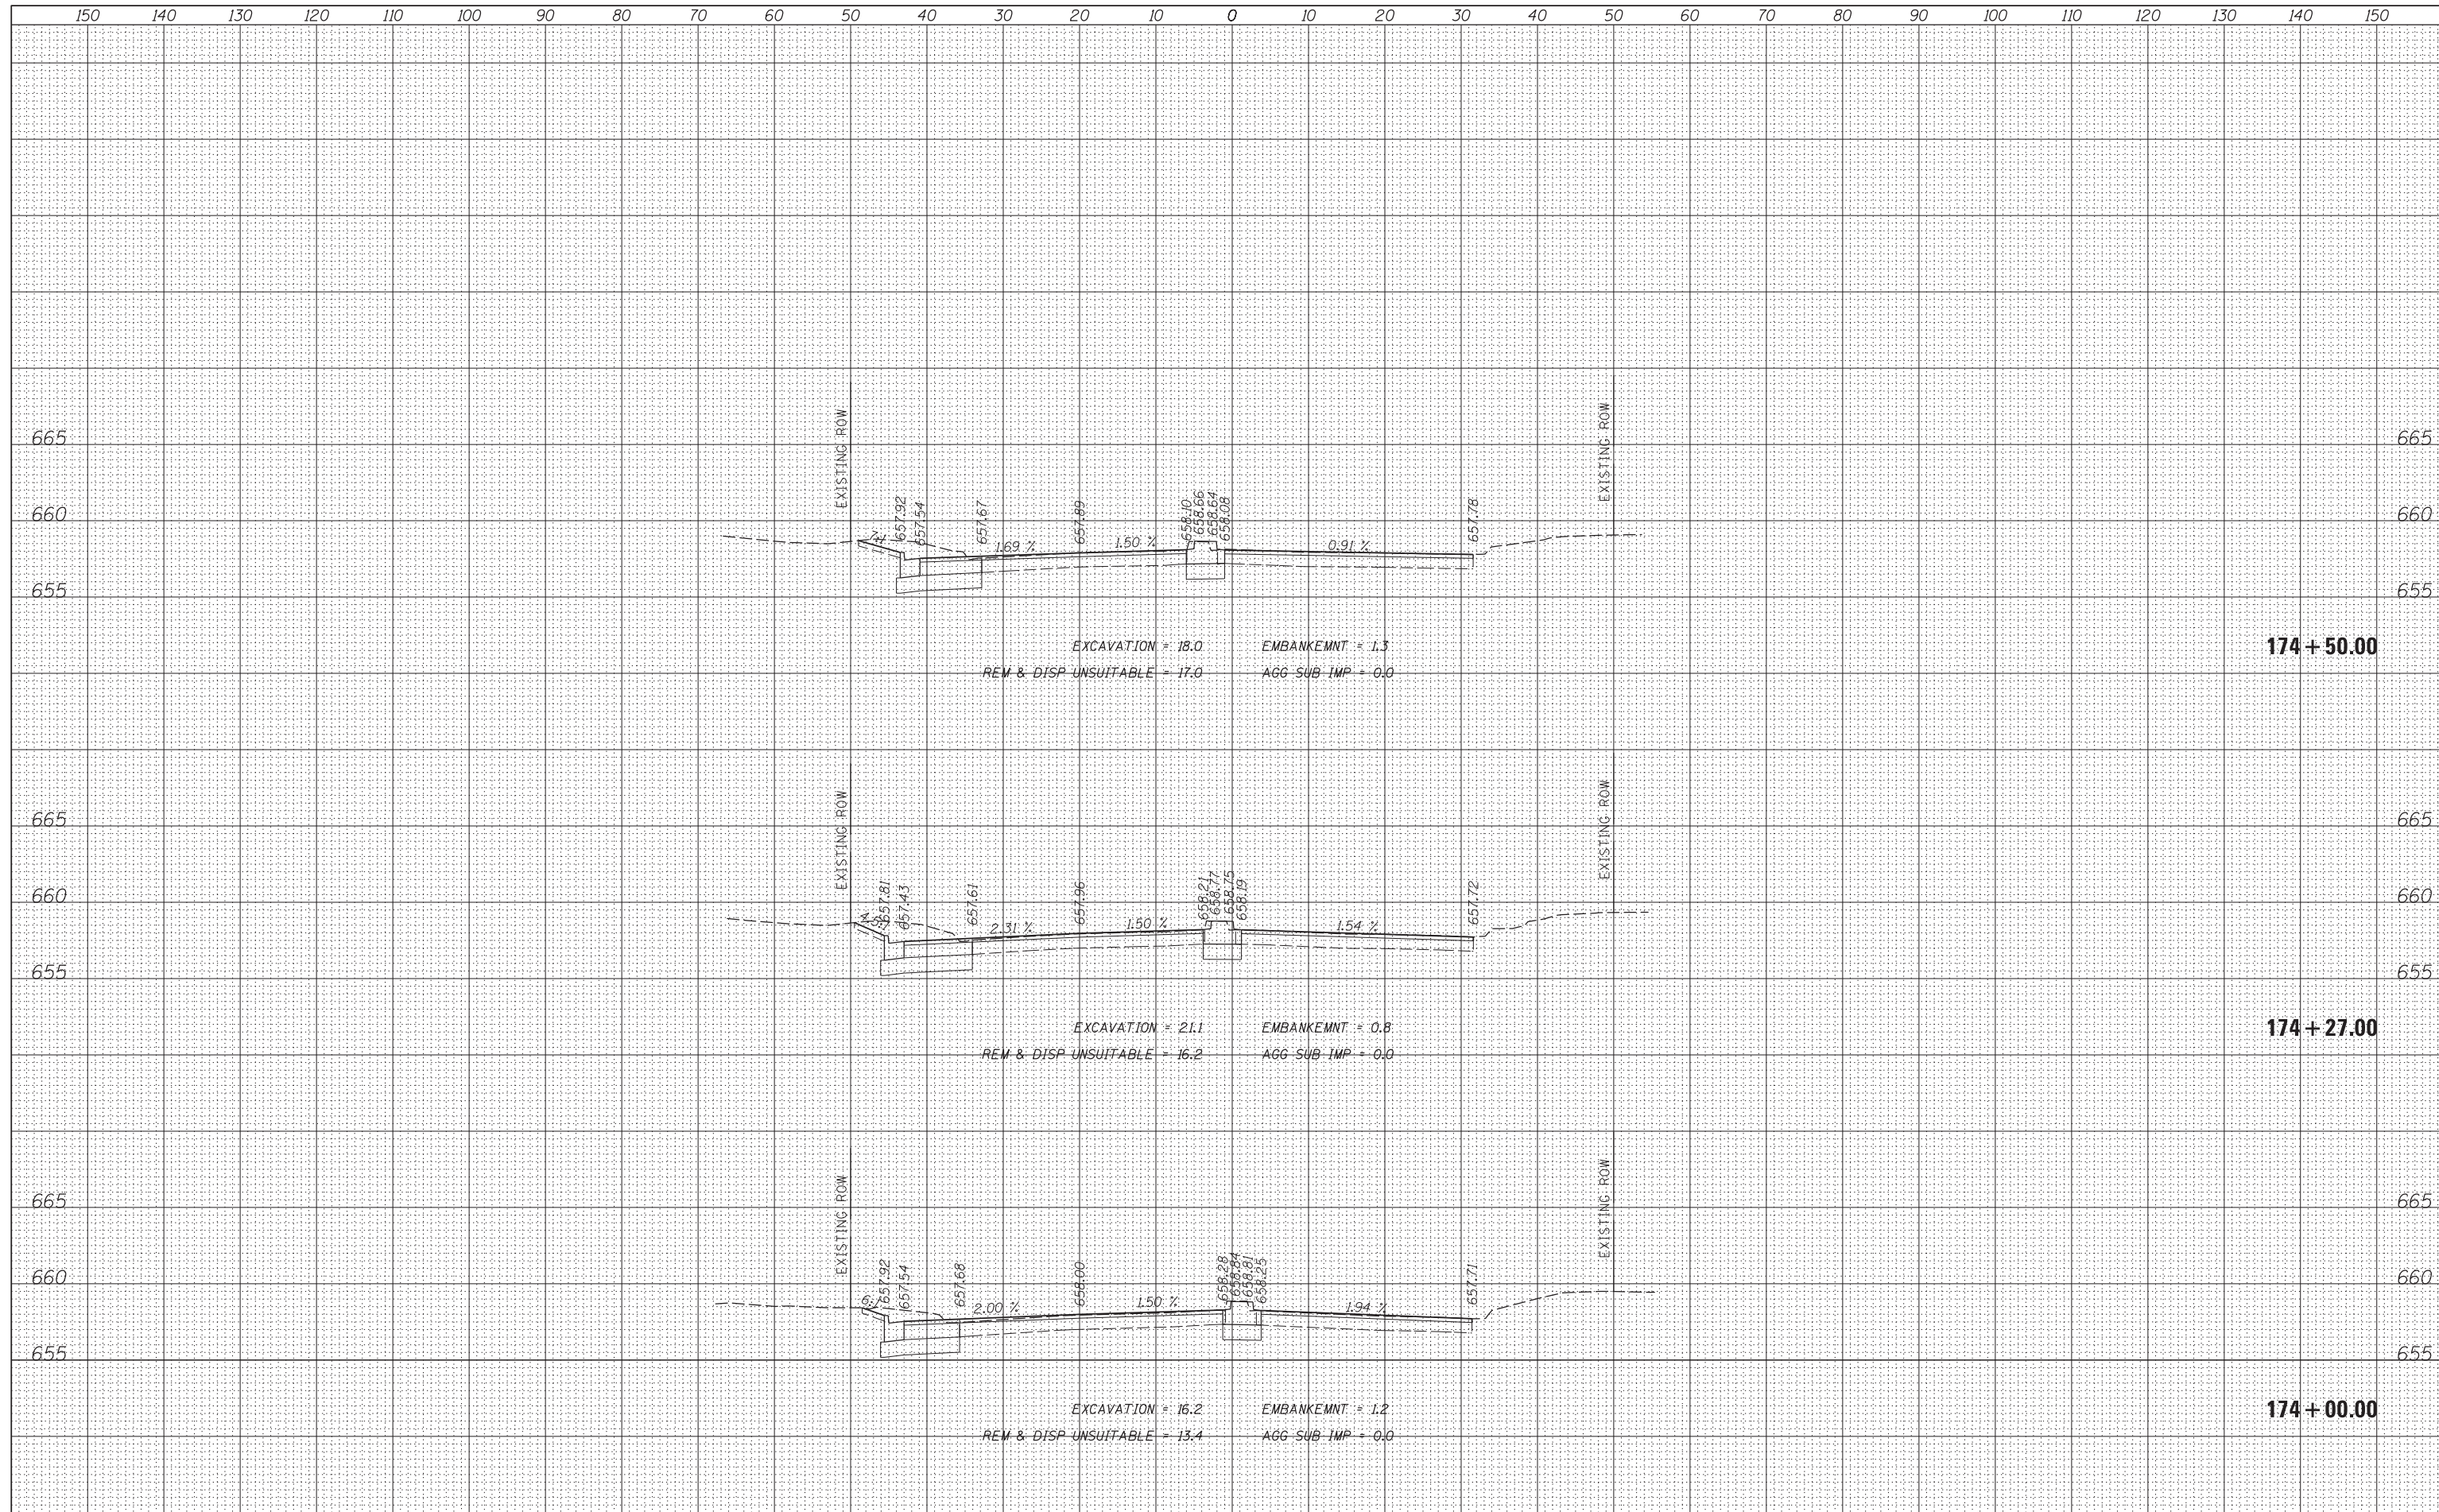 150 140 130 120 110 100 90 80 70 60 50 40 30 20 10 0 10 20 30 40 50 60 70 80 90 100 110 120 130 140 150
EXISTING ROW
EXISTING ROW
665 665
660 660
655 655
657.92 657.54 657.67 657.89 658.10 658.66 658.64 658.08 657.78
1.69 % 1.50 % 0.91 %
EXCAVATION = 18.0 EMBANKEMNT = 1.3
REM & DISP UNSUITABLE = 17.0 AGG SUB IMP = 0.0
174+50.00
EXISTING ROW
EXISTING ROW
665 665
660 660
655 655
657.81 657.43 657.61 657.96 658.21 658.77 658.75 658.19 657.72
2.31 % 1.50 % 1.54 %
EXCAVATION = 21.1 EMBANKEMNT = 0.8
REM & DISP UNSUITABLE = 16.2 AGG SUB IMP = 0.0
174+27.00
EXISTING ROW
EXISTING ROW
665 665
660 660
655 655
657.92 657.54 657.68 658.00 658.28 658.84 658.81 658.25 657.71
6:1 2.00 % 1.50 % 1.94 %
EXCAVATION = 16.2 EMBANKEMNT = 1.2
REM & DISP UNSUITABLE = 13.4 AGG SUB IMP = 0.0
174+00.00